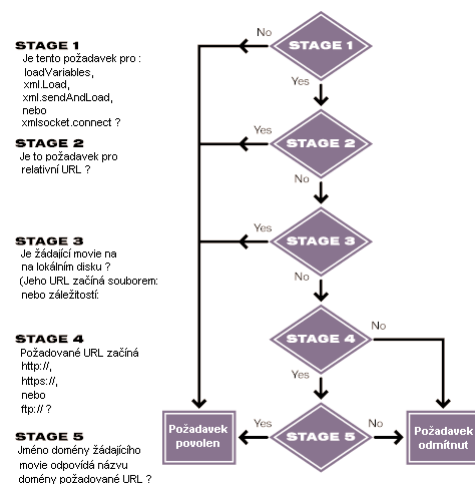 STAGE 1
Je tento požadavek pro :
loadVariables,
xml.Load,
xml.sendAndLoad,
nebo
xmlsocket.connect ?
STAGE 2
Je to požadavek pro
relativní URL ?
STAGE 3
Je žádající movie na
na lokálním disku ?
(Jeho URL začíná souborem:
nebo záležitostí:
STAGE 4
Požadované URL začíná
http://,
https://,
nebo
ftp:// ?
STAGE 5
Jméno domény žádajícího
movie odpovídá názvu
domény požadované URL ?
No
STAGE 1
Yes
Yes
STAGE 2
No
Yes
STAGE 3
No
STAGE 4
No
Yes
Požadavek
povolen
Yes
STAGE 5
No
Požadavek
odmítnut